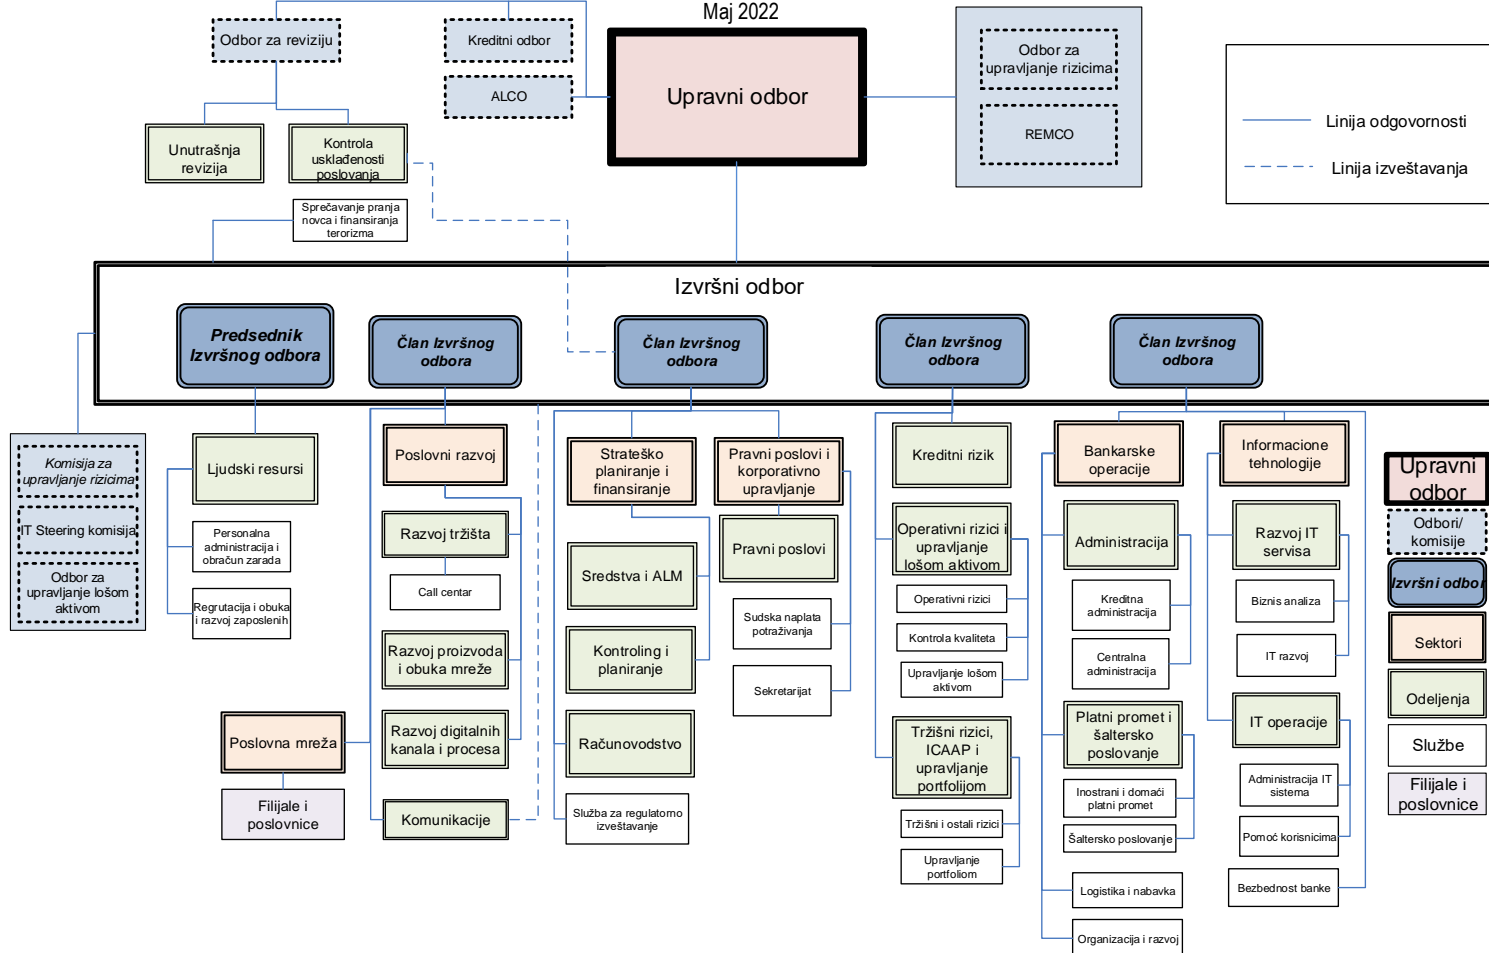 Maj 2022
Odbor za reviziju
Kreditni odbor
ALCO
Upravni odbor
Odbor za
upravljanje rizicima
REMCO
Linija odgovornosti
Linija izveštavanja
Unutrašnja
revizija
Kontrola
usklađenosti
poslovanja
Sprečavanje pranja
novca i finansiranja
terorizma
Izvršni odbor
Predsednik
Izvršnog odbora
Član Izvršnog
odbora
Član Izvršnog
odbora
Član Izvršnog
odbora
Član Izvršnog
odbora
Komisija za
upravljanje rizicima
IT Steering komisija
Odbor za
upravljanje lošom
aktivom
Ljudski resursi
Personalna
administracija i
obračun zarada
Regrutacija i obuka
i razvoj zaposlenih
Poslovna mreža
Filijale i
poslovnice
Poslovni razvoj
Razvoj tržišta
Call centar
Razvoj proizvoda
i obuka mreže
Razvoj digitalnih
kanala i procesa
Komunikacije
Strateško
planiranje i
finansiranje
Sredstva i ALM
Kontroling i
planiranje
Računovodstvo
Služba za regulatorno
izveštavanje
Pravni poslovi i
korporativno
upravljanje
Pravni poslovi
Sudska naplata
potraživanja
Sekretarijat
Kreditni rizik
Operativni rizici i
upravljanje
lošom aktivom
Operativni rizici
Kontrola kvaliteta
Upravljanje lošom
aktivom
Tržišni rizici,
ICAAP i
upravljanje
portfolijom
Tržišni i ostali rizici
Upravljanje
portfoliom
Bankarske
operacije
Administracija
Kreditna
administracija
Centralna
administracija
Platni promet i
šaltersko
poslovanje
Inostrani i domaći
platni promet
Šaltersko poslovanje
Logistika i nabavka
Organizacija i razvoj
Informacione
tehnologije
Razvoj IT
servisa
Biznis analiza
IT razvoj
IT operacije
Administracija IT
sistema
Pomoć korisnicima
Bezbednost banke
Upravni
odbor
Odbori/
komisije
Izvršni odbor
Sektori
Odeljenja
Službe
Filijale i
poslovnice